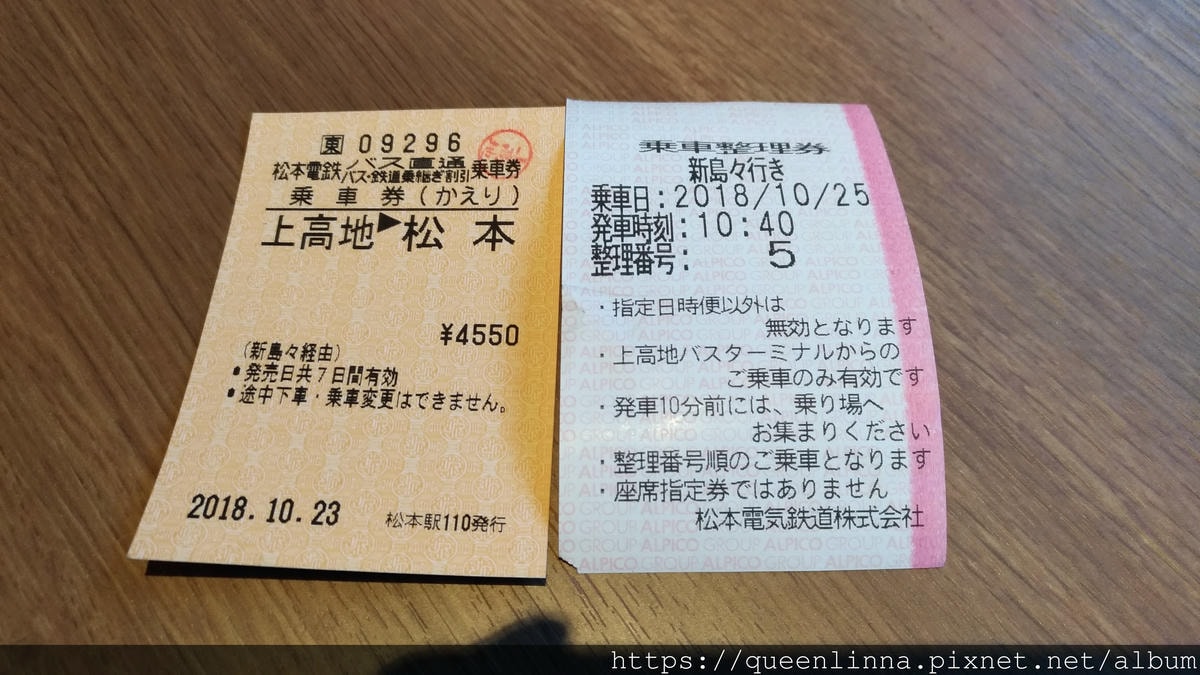 東 09296
松本電鉄 バス直通 乗車券
バス・鉄道乗継ぎ割引
乗車券(かえり)
上高地▶松本
¥4550
(新島々経由)
●発売日共7日間有効
●途中下車・乗車変更はできません。
2018.10.23 松本駅110発行
乗車整理券
新島々行き
乗車日:2018/10/25
発車時刻:10:40
整理番号: 5
・指定日時便以外は
無効となります
・上高地バスターミナルからの
ご乗車のみ有効です
・発車10分前には、乗り場へ
お集まりください
・整理番号順のご乗車となります
・座席指定券ではありません
松本電気鉄道株式会社
ALPICO GROUP ALPICO GROUP ALPICO GROUP
https://queenlinna.pixnet.net/album